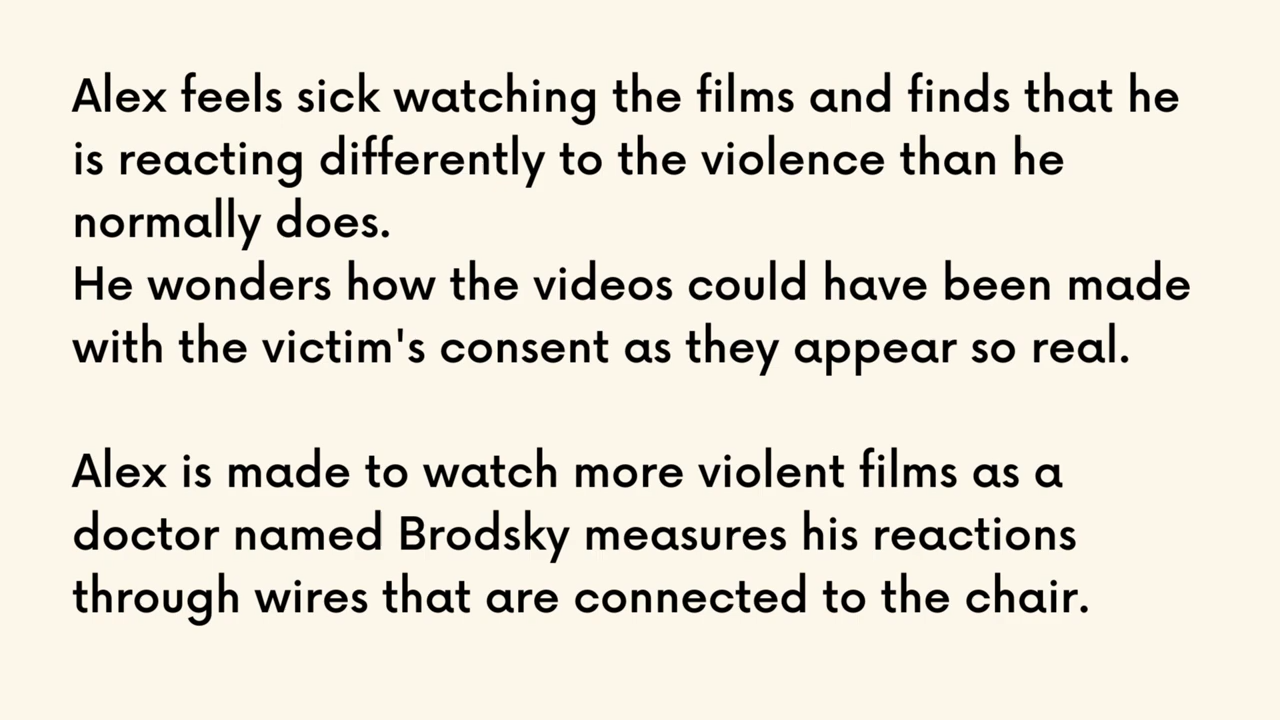 Alex feels sick watching the films and finds that he
is reacting differently to the violence than he
normally does.
He wonders how the videos could have been made
with the victim's consent as they appear so real.
Alex is made to watch more violent films as a
doctor named Brodsky measures his reactions
through wires that are connected to the chair.